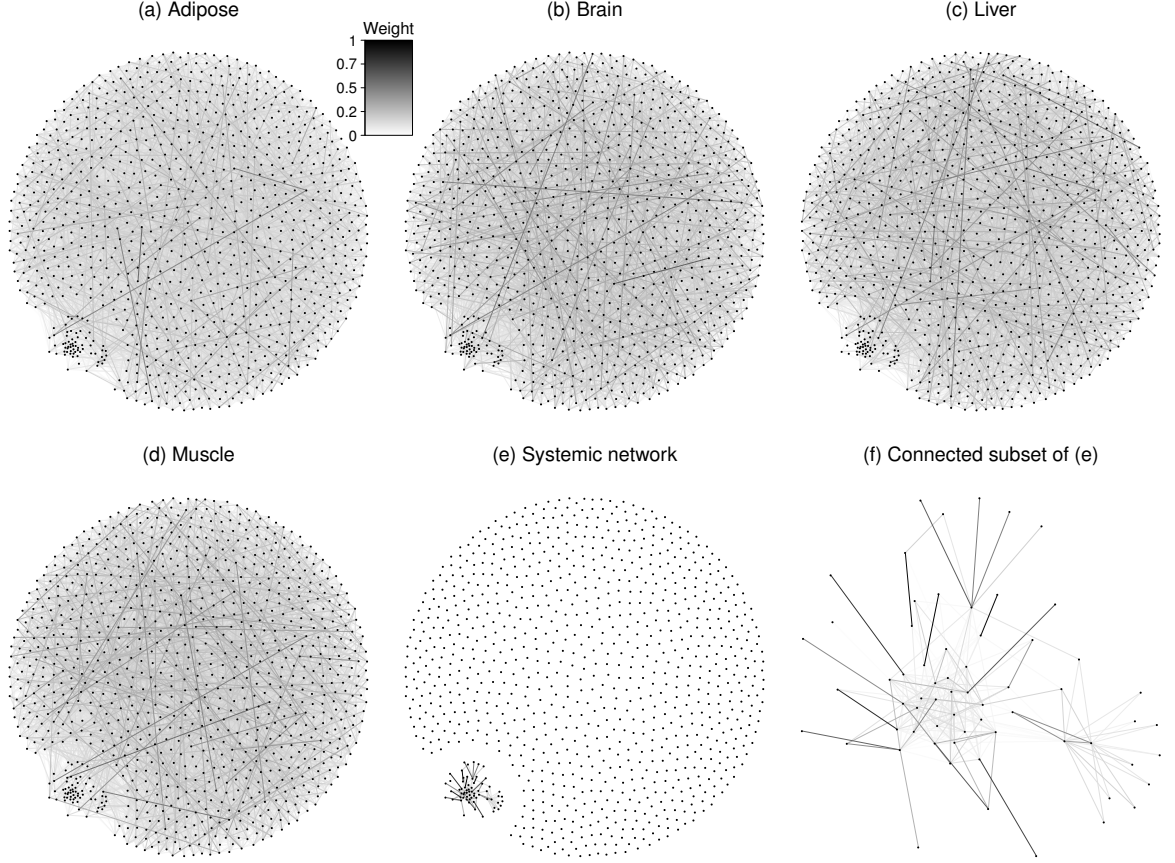 (a) Adipose
(b) Brain
(c) Liver
Weight
1
0.7
0.5
0.2
0
(d) Muscle
(e) Systemic network
(f) Connected subset of (e)